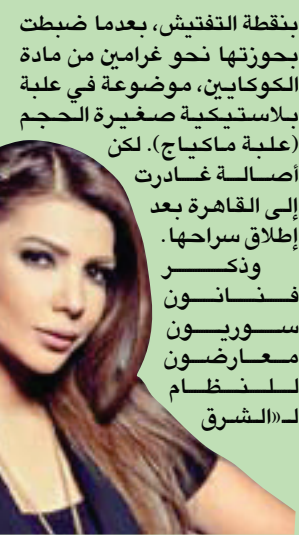 بنقطة التفتيش، بعدما ضبطت
بحوزتها نحو غرامين من مادة
الكوكايين، موضوعة في علبة
بلاستيكية صغيرة الحجم
(علبة ماكياج). لكن
أصالة غادرت
إلى القاهرة بعد
إطلاق سراحها.
وذكر
فنانون
سوريون
معارضون
للنظام
لـ«الشرق